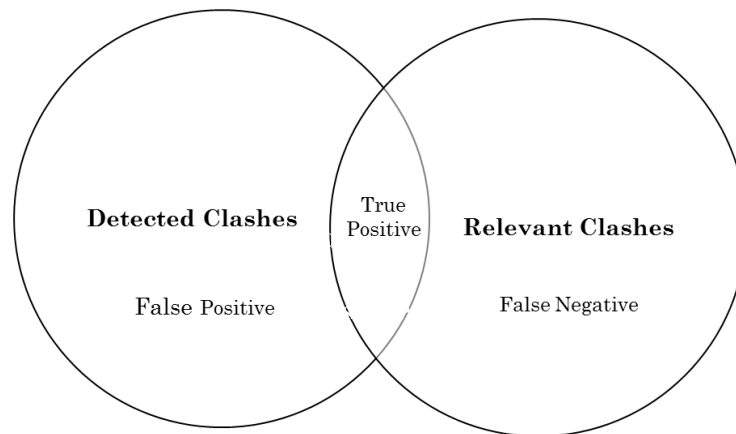 Detected Clashes
False Positive
True
Positive
Relevant Clashes
False Negative